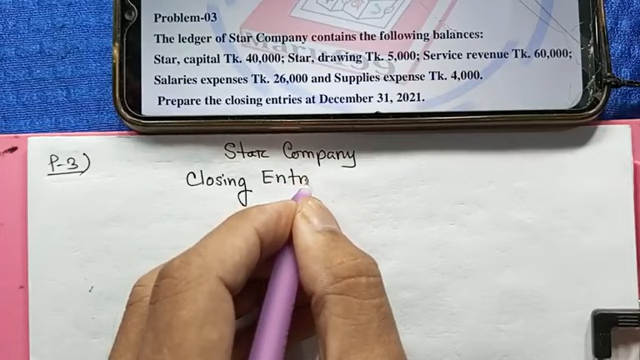 Problem-03
The ledger of Star Company contains the following balances:
Star, capital Tk. 40,000; Star, drawing Tk. 5,000; Service revenue Tk. 60,000;
Salaries expenses Tk. 26,000 and Supplies expense Tk. 4,000.
Prepare the closing entries at December 31, 2021.
P-3)
Star Company
Closing Entr